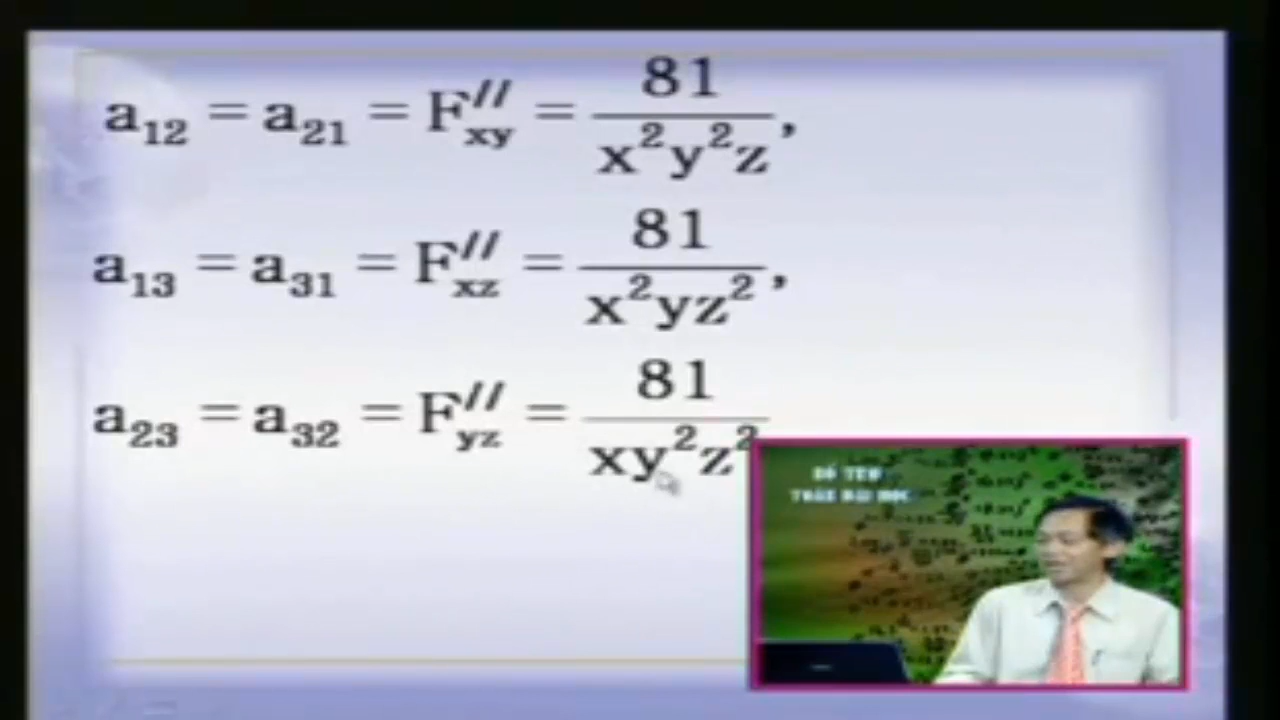 a₁₂ = a₂₁ = F″xy = 81/(x²y²z),
a₁₃ = a₃₁ = F″xz = 81/(x²yz²),
a₂₃ = a₃₂ = F″yz = 81/(xy²z²